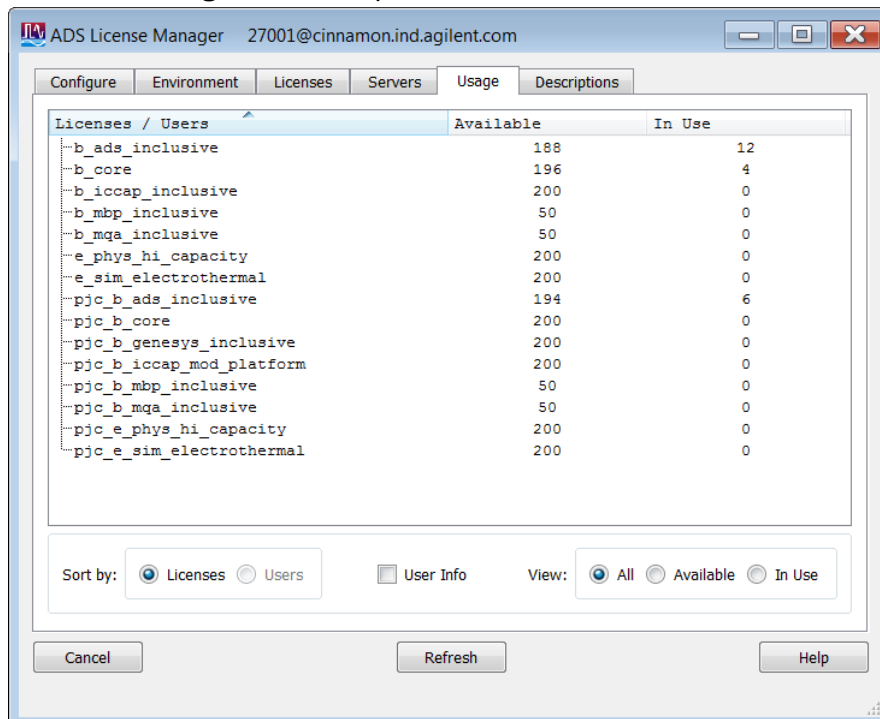 ADS License Manager 27001@cinnamon.ind.agilent.com
Configure Environment Licenses Servers Usage Descriptions
Licenses / Users Available In Use
b_ads_inclusive 188 12
b_core 196 4
b_iccap_inclusive 200 0
b_mbp_inclusive 50 0
b_mqa_inclusive 50 0
e_phys_hi_capacity 200 0
e_sim_electrothermal 200 0
pjc_b_ads_inclusive 194 6
pjc_b_core 200 0
pjc_b_genesys_inclusive 200 0
pjc_b_iccap_mod_platform 200 0
pjc_b_mbp_inclusive 50 0
pjc_b_mqa_inclusive 50 0
pjc_e_phys_hi_capacity 200 0
pjc_e_sim_electrothermal 200 0
Sort by: Licenses Users User Info View: All Available In Use
Cancel Refresh Help